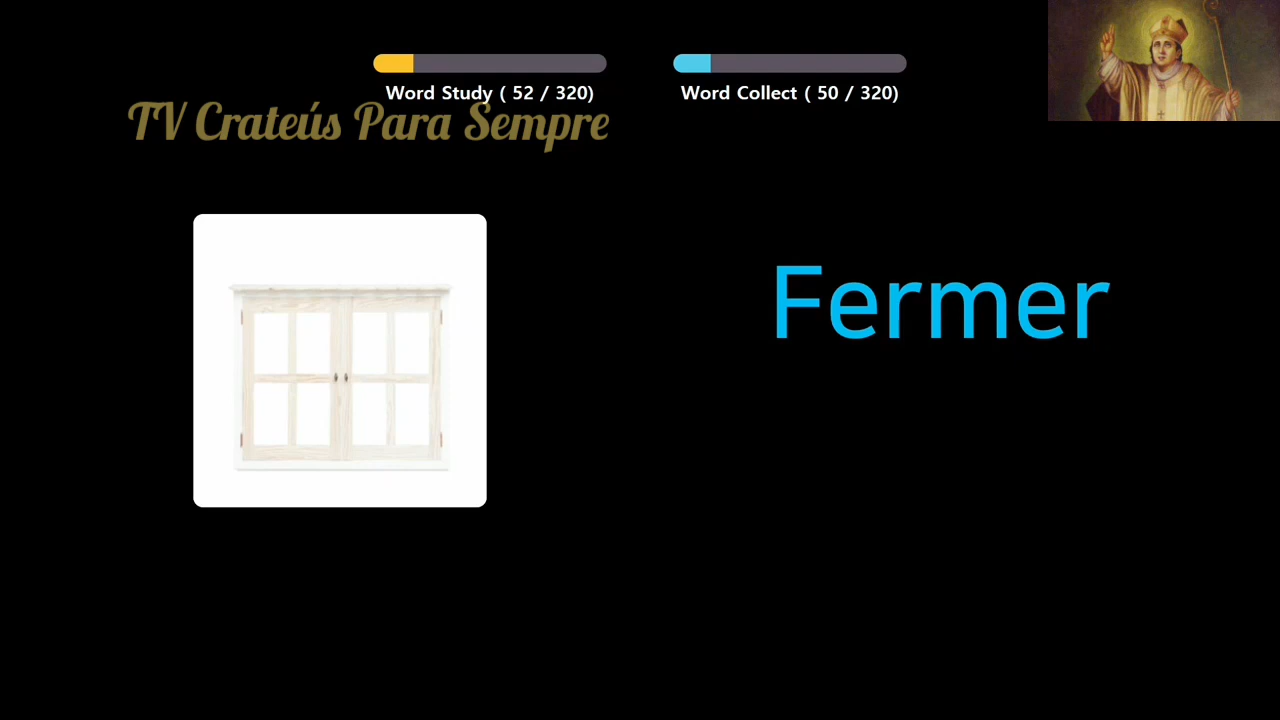 Word Study ( 52 / 320)
Word Collect ( 50 / 320)
TV Crateús Para Sempre
Fermer